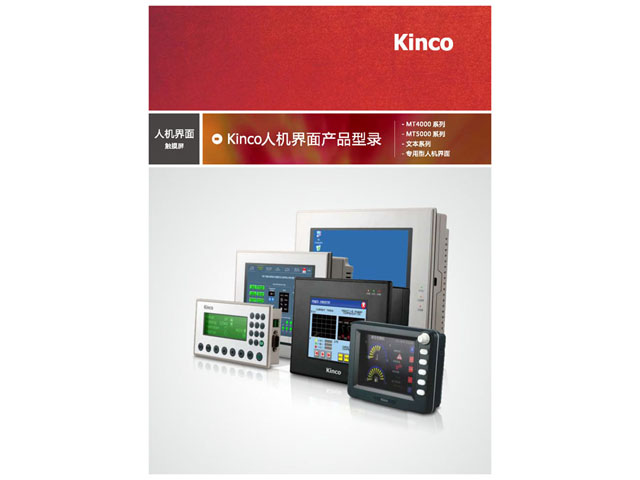 Kinco
人机界面
触摸屏
Kinco人机界面产品型录
- MT4000 系列
- MT5000 系列
- 文本系列
- 专用型人机界面
Kinco
Kinco